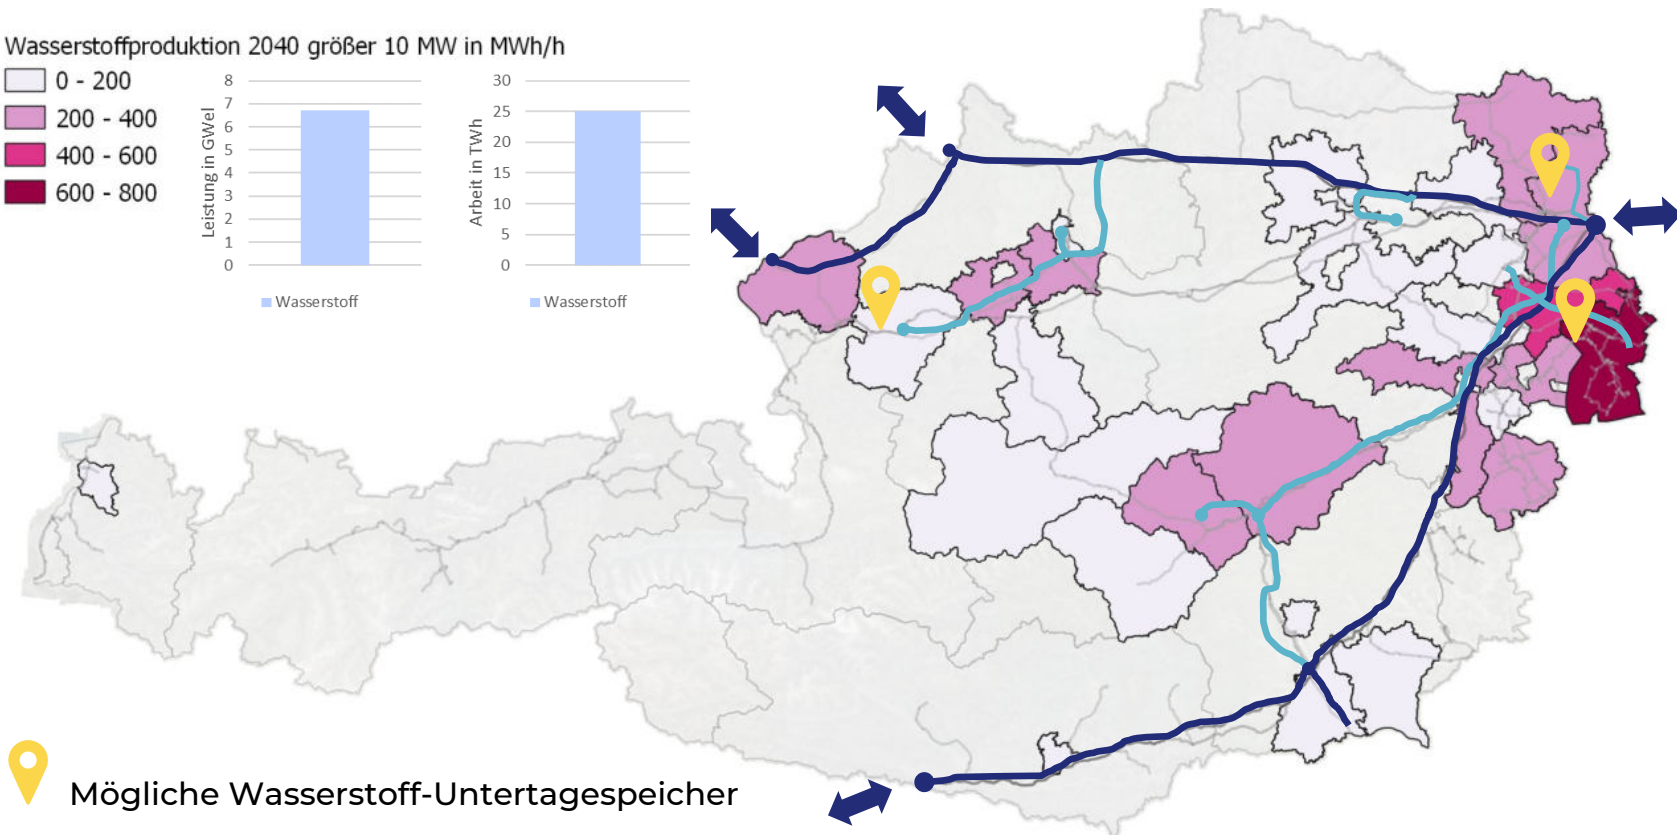 Wasserstoffproduktion 2040 größer 10 MW in MWh/h
0 - 200
200 - 400
400 - 600
600 - 800
Leistung in GWel
8
7
6
5
4
3
2
1
0
Wasserstoff
Arbeit in TWh
30
25
20
15
10
5
0
Wasserstoff
Mögliche Wasserstoff-Untertagespeicher